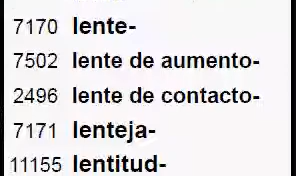 7170 lente-
7502 lente de aumento-
2496 lente de contacto-
7171 lenteja-
11155 lentitud-